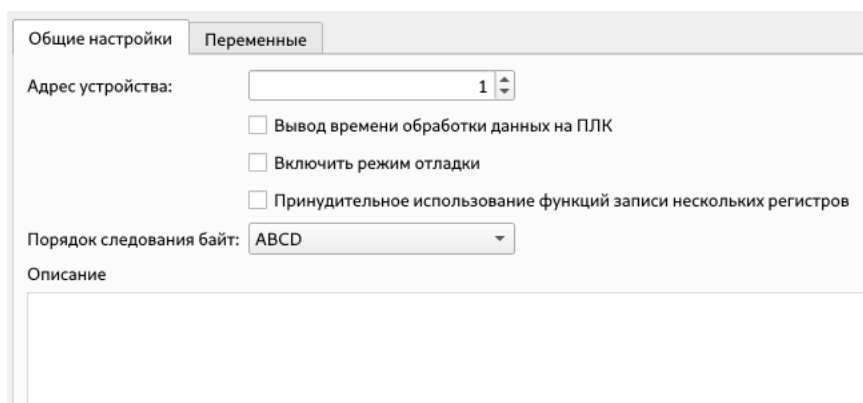 Общие настройки Переменные
Адрес устройства: 1
Вывод времени обработки данных на ПЛК
Включить режим отладки
Принудительное использование функций записи нескольких регистров
Порядок следования байт: ABCD
Описание